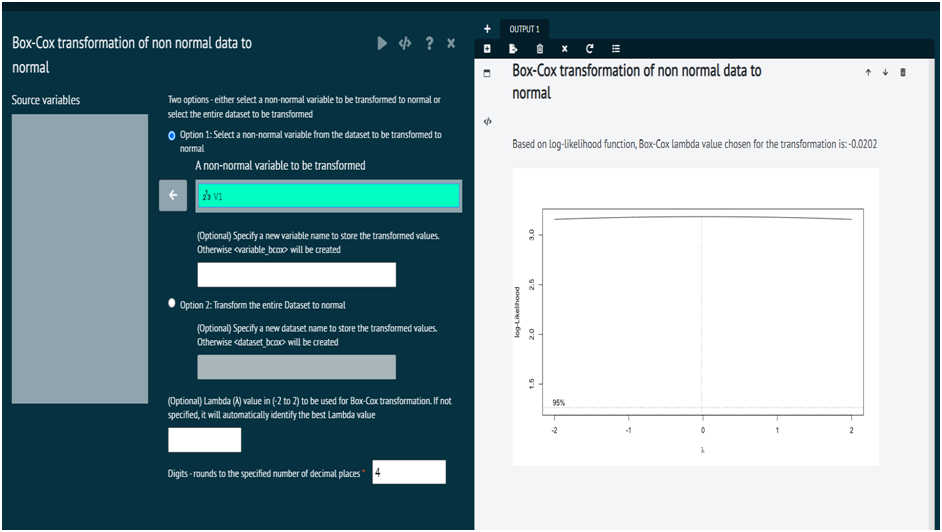 Box-Cox transformation of non normal data to
normal
?
Source variables
Two options - either select a non-normal variable to be transformed to normal or
select the entire dataset to be transformed
Option 1: Select a non-normal variable from the dataset to be transformed to
normal
A non-normal variable to be transformed
123 V1
(Optional) Specify a new variable name to store the transformed values.
Otherwise <variable_bcox> will be created
Option 2: Transform the entire Dataset to normal
(Optional) Specify a new dataset name to store the transformed values.
Otherwise <dataset_bcox> will be created
(Optional) Lambda (λ) value in (-2 to 2) to be used for Box-Cox transformation. If not
specified, it will automatically identify the best Lambda value
Digits - rounds to the specified number of decimal places * 4
OUTPUT 1
Box-Cox transformation of non normal data to
normal
Based on log-likelihood function, Box-Cox lambda value chosen for the transformation is: -0.0202
log-Likelihood
3.0
2.5
2.0
1.5
95%
-2 -1 0 1 2
λ